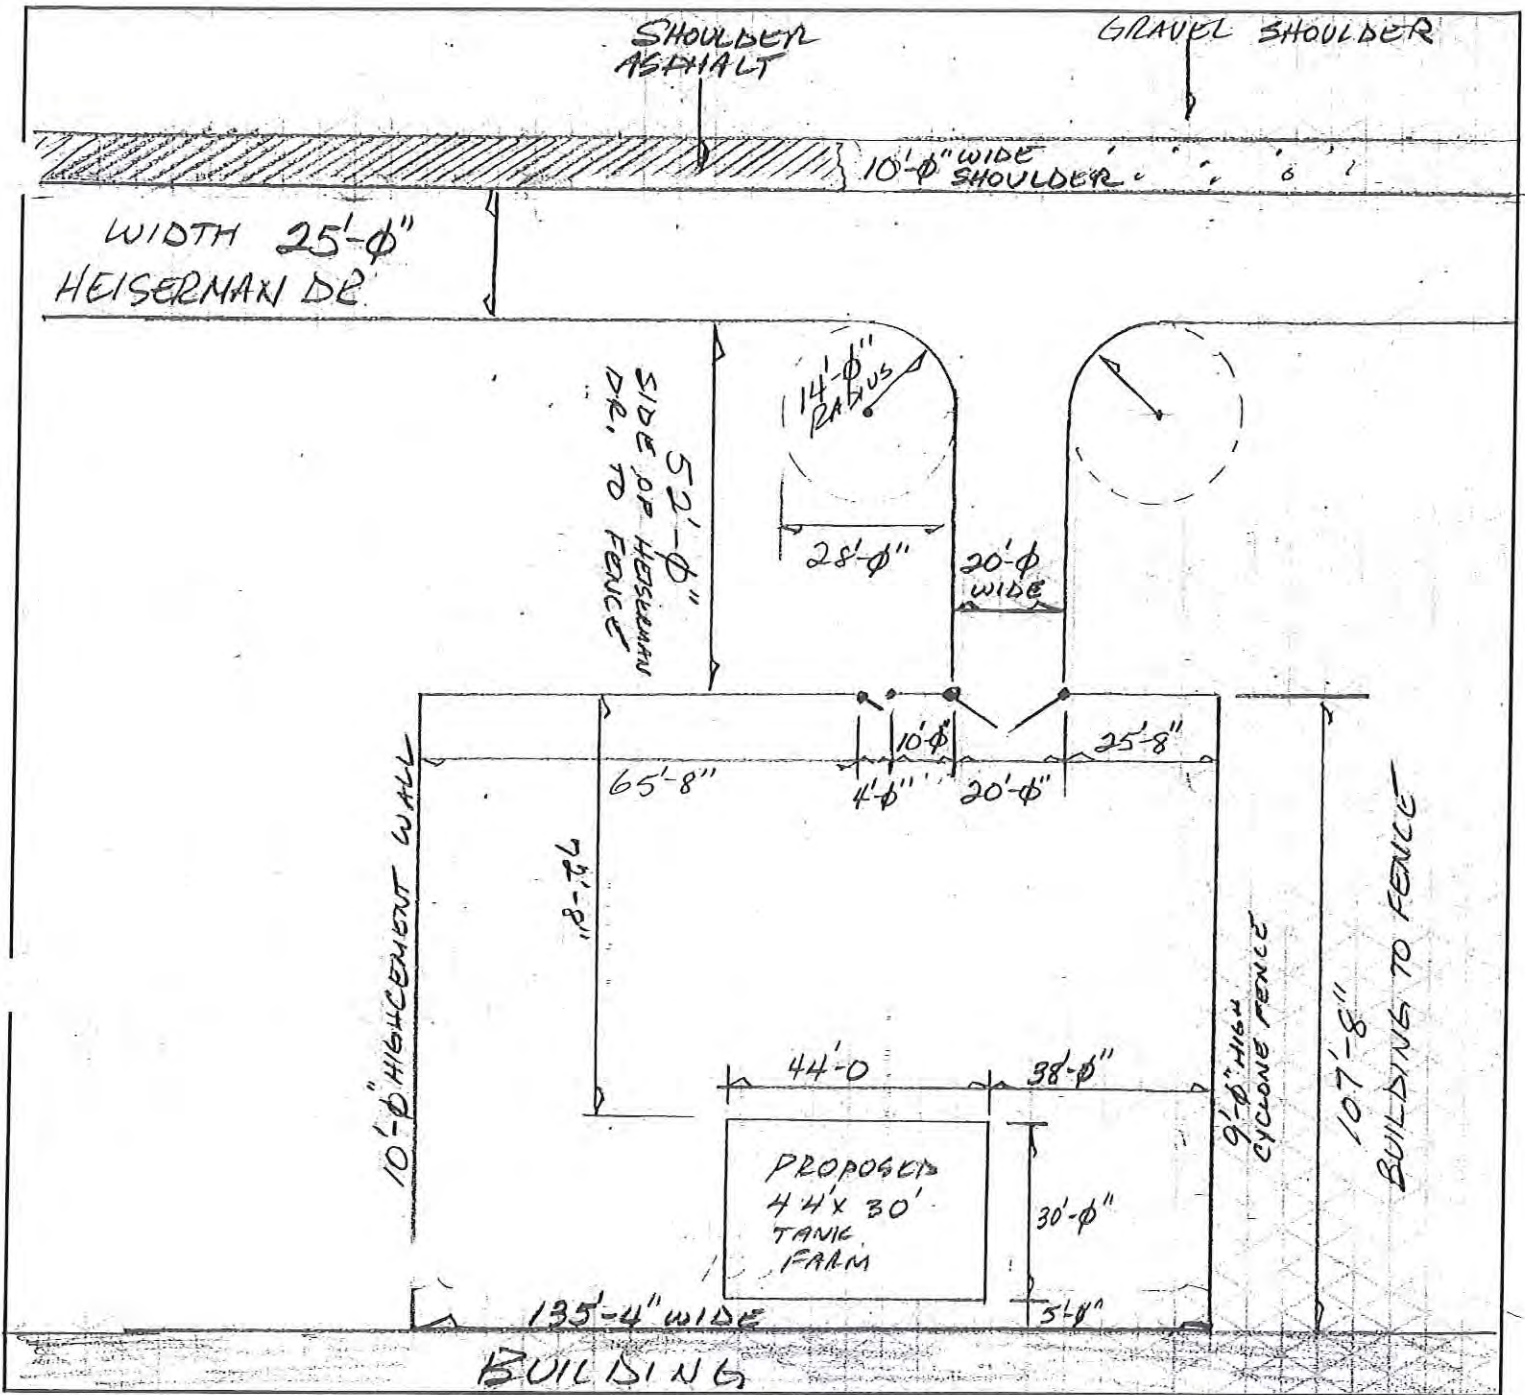 SHOULDER
ASPHALT
GRAVEL SHOULDER
10'-0" WIDE
SHOULDER
WIDTH 25'-0"
HEISERMAN DR.
14'-0"
RADIUS
52'-0"
SIDE OF HEISERMAN
DR. TO FENCE
28'-0"
20'-0
WIDE
10'-0"
25'-8"
65'-8"
4'-0"
20'-0"
10'-0" HIGH CEMENT WALL
72'-8"
9'-0" HIGH
CYCLONE FENCE
107'-8"
BUILDING TO FENCE
44'-0
38'-0"
PROPOSED
44'X 30'
TANK
FARM
30'-0"
135'-4" WIDE
5'-0"
BUILDING